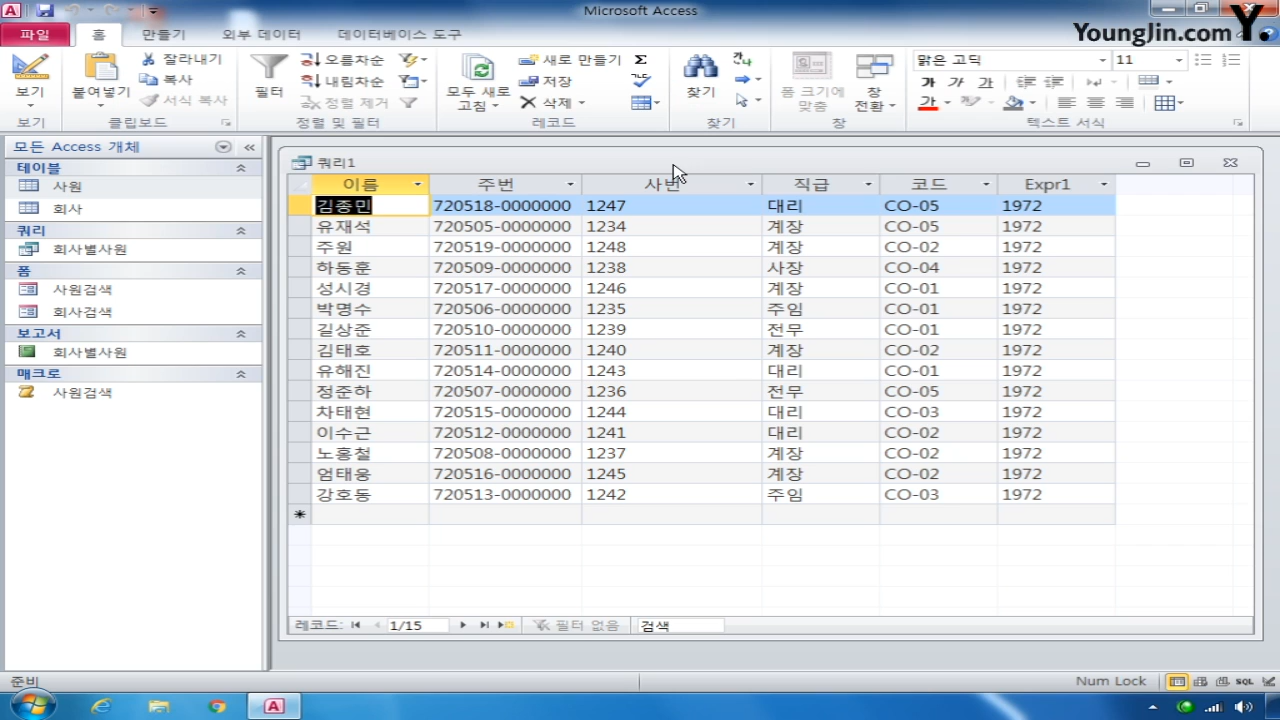 Microsoft Access
YoungJin.com Y.
파일 홈 만들기 외부 데이터 데이터베이스 도구
보기
붙여넣기
잘라내기
복사
서식 복사
필터
오름차순
내림차순
정렬 제거
모두 새로 고침
새로 만들기
저장
삭제
찾기
폼 크기에 맞춤
창 전환
맑은 고딕 11
가 가 가
가
보기 클립보드 정렬 및 필터 레코드 찾기 창 텍스트 서식
모든 Access 개체
테이블
사원
회사
쿼리
회사별사원
폼
사원검색
회사검색
보고서
회사별사원
매크로
사원검색
쿼리1
이름 주번 사번 직급 코드 Expr1
김종민 720518-0000000 1247 대리 CO-05 1972
유재석 720505-0000000 1234 계장 CO-05 1972
주원 720519-0000000 1248 계장 CO-02 1972
하동훈 720509-0000000 1238 사장 CO-04 1972
성시경 720517-0000000 1246 계장 CO-01 1972
박명수 720506-0000000 1235 주임 CO-01 1972
길상준 720510-0000000 1239 전무 CO-01 1972
김태호 720511-0000000 1240 계장 CO-02 1972
유해진 720514-0000000 1243 대리 CO-01 1972
정준하 720507-0000000 1236 전무 CO-05 1972
차태현 720515-0000000 1244 대리 CO-03 1972
이수근 720512-0000000 1241 대리 CO-02 1972
노홍철 720508-0000000 1237 계장 CO-02 1972
엄태웅 720516-0000000 1245 계장 CO-02 1972
강호동 720513-0000000 1242 주임 CO-03 1972
레코드: 1/15 필터 없음 검색
준비 Num Lock SQL